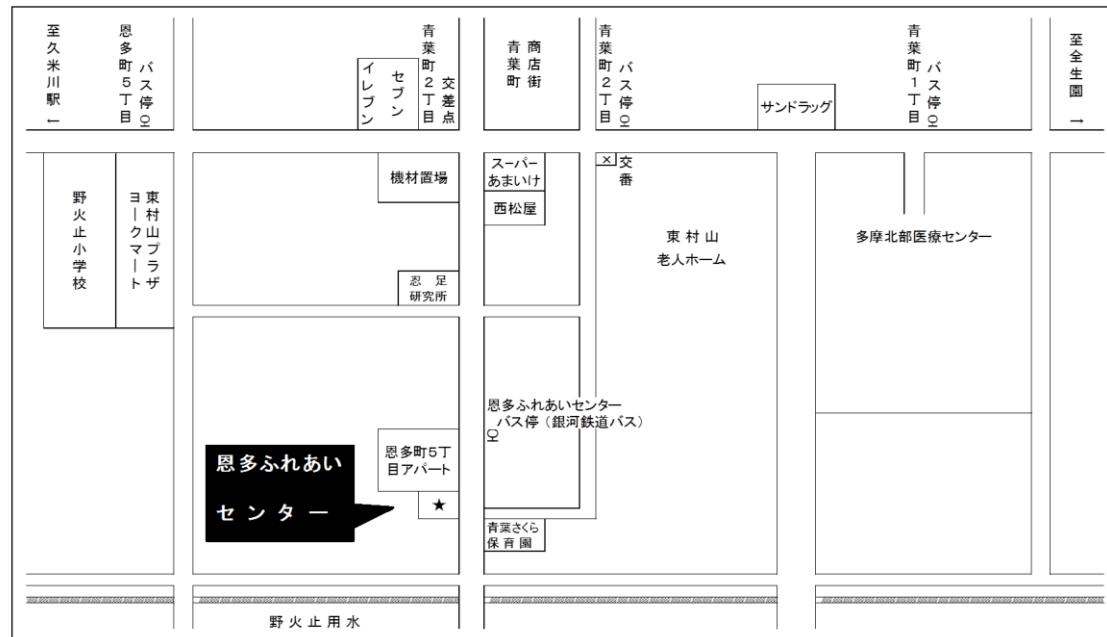 至久米川駅 ←
恩多町5丁目
バス停
セブン
イレブン
青葉町2丁目
交差点
商店街
青葉町
青葉町2丁目
バス停
サンドラッグ
青葉町1丁目
バス停
至全生園 →
野火止小学校
東村山プラザ
ヨークマート
機材置場
スーパー
あまいけ
西松屋
×
交番
東村山
老人ホーム
多摩北部医療センター
忍足
研究所
恩多ふれあいセンター
バス停(銀河鉄道バス)
恩多町5丁
目アパート
恩多ふれあい
センター
★
青葉さくら
保育園
野火止用水